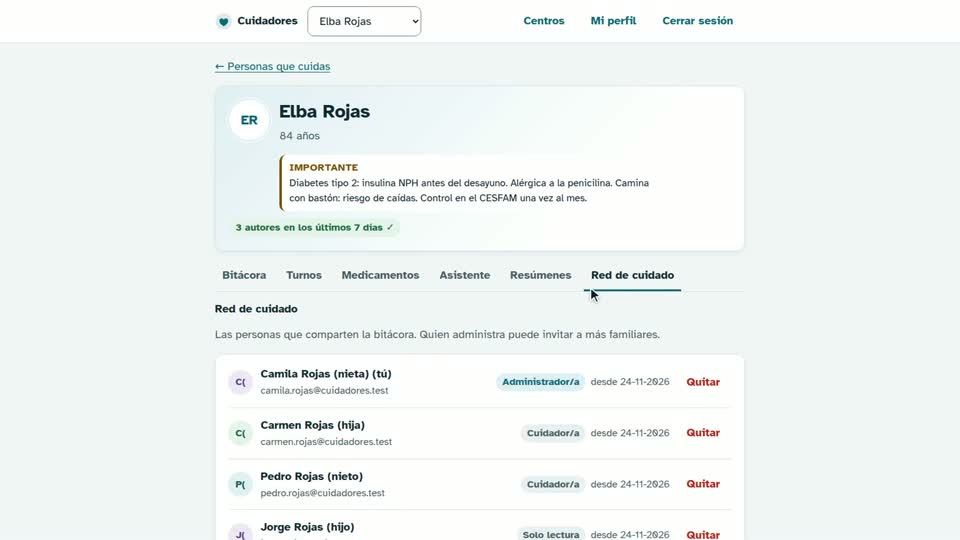 Cuidadores
Elba Rojas
Centros
Mi perfil
Cerrar sesión
← Personas que cuidas
ER
Elba Rojas
84 años
IMPORTANTE
Diabetes tipo 2: insulina NPH antes del desayuno. Alérgica a la penicilina. Camina
con bastón: riesgo de caídas. Control en el CESFAM una vez al mes.
3 autores en los últimos 7 días ✓
Bitácora
Turnos
Medicamentos
Asistente
Resúmenes
Red de cuidado
Red de cuidado
Las personas que comparten la bitácora. Quien administra puede invitar a más familiares.
C(
Camila Rojas (nieta) (tú)
camila.rojas@cuidadores.test
Administrador/a
desde 24-11-2026
Quitar
C(
Carmen Rojas (hija)
carmen.rojas@cuidadores.test
Cuidador/a
desde 24-11-2026
Quitar
P(
Pedro Rojas (nieto)
pedro.rojas@cuidadores.test
Cuidador/a
desde 24-11-2026
Quitar
J(
Jorge Rojas (hijo)
Solo lectura
desde 24-11-2026
Quitar